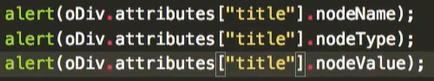 alert(oDiv.attributes["title"].nodeName);
alert(oDiv.attributes["title"].nodeType);
alert(oDiv.attributes["title"].nodeValue);